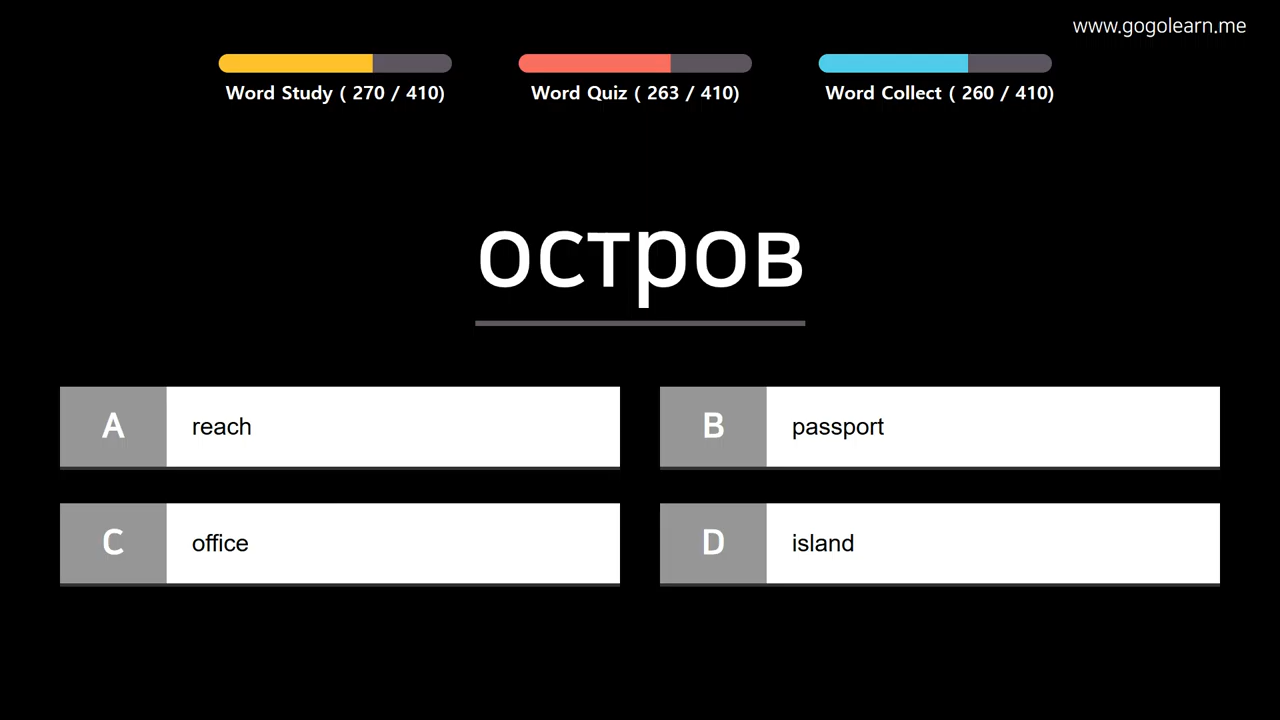 www.gogolearn.me
Word Study ( 270 / 410)
Word Quiz ( 263 / 410)
Word Collect ( 260 / 410)
остров
A reach
B passport
C office
D island